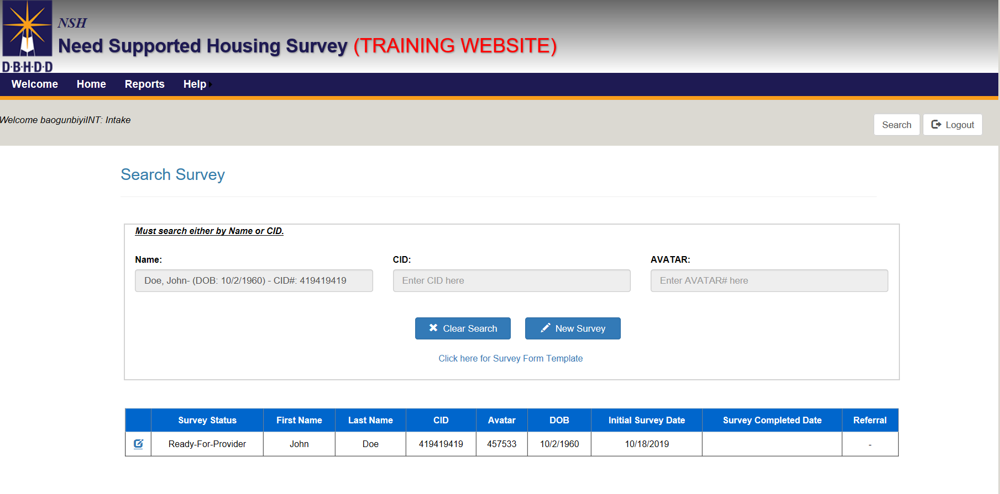 NSH
Need Supported Housing Survey (TRAINING WEBSITE)
D·B·H·D·D
Welcome Home Reports Help
Welcome baogunbiyiINT: Intake
Search Logout
Search Survey
Must search either by Name or CID.
Name: CID: AVATAR:
Doe, John- (DOB: 10/2/1960) - CID#: 419419419 Enter CID here Enter AVATAR# here
Clear Search New Survey
Click here for Survey Form Template
Survey Status First Name Last Name CID Avatar DOB Initial Survey Date Survey Completed Date Referral
Ready-For-Provider John Doe 419419419 457533 10/2/1960 10/18/2019 -